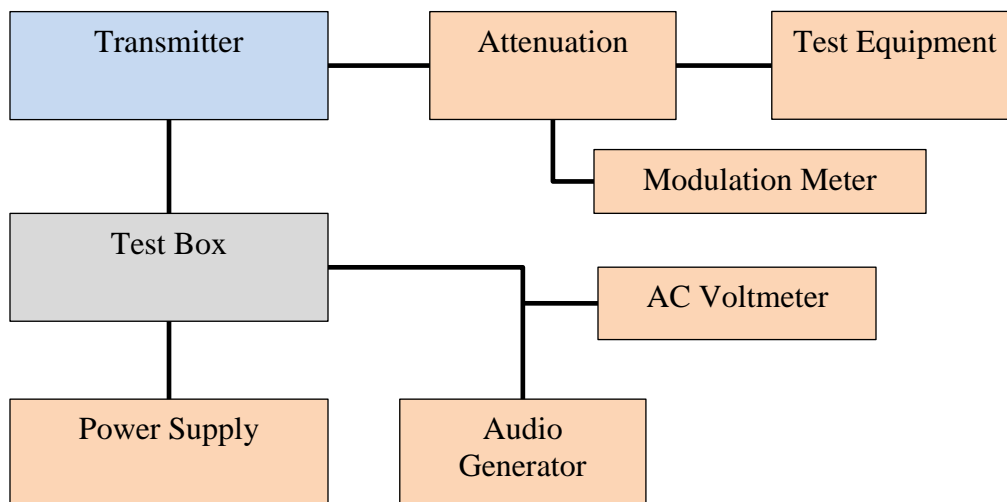 Transmitter
Attenuation
Test Equipment
Modulation Meter
Test Box
AC Voltmeter
Power Supply
Audio
Generator